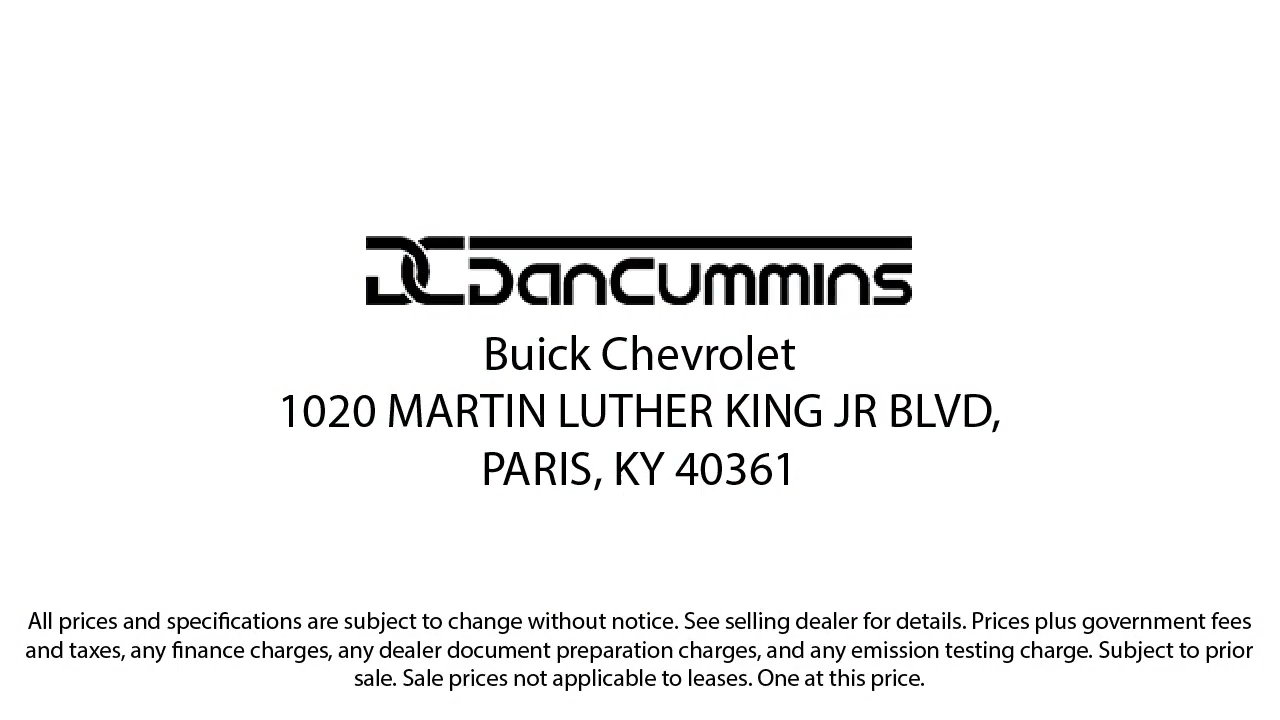 DC DanCummins
Buick Chevrolet
1020 MARTIN LUTHER KING JR BLVD,
PARIS, KY 40361
All prices and specifications are subject to change without notice. See selling dealer for details. Prices plus government fees
and taxes, any finance charges, any dealer document preparation charges, and any emission testing charge. Subject to prior
sale. Sale prices not applicable to leases. One at this price.